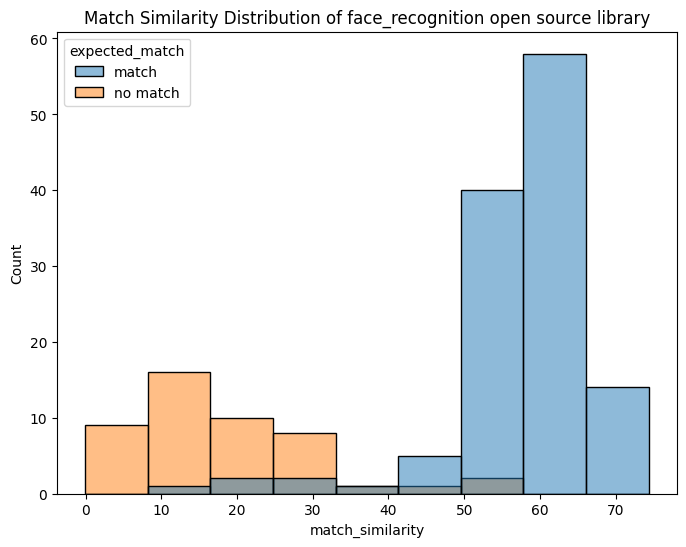 Match Similarity Distribution of face_recognition open source library
expected_match
match
no match
60
50
40
30
20
10
0
Count
0 10 20 30 40 50 60 70
match_similarity